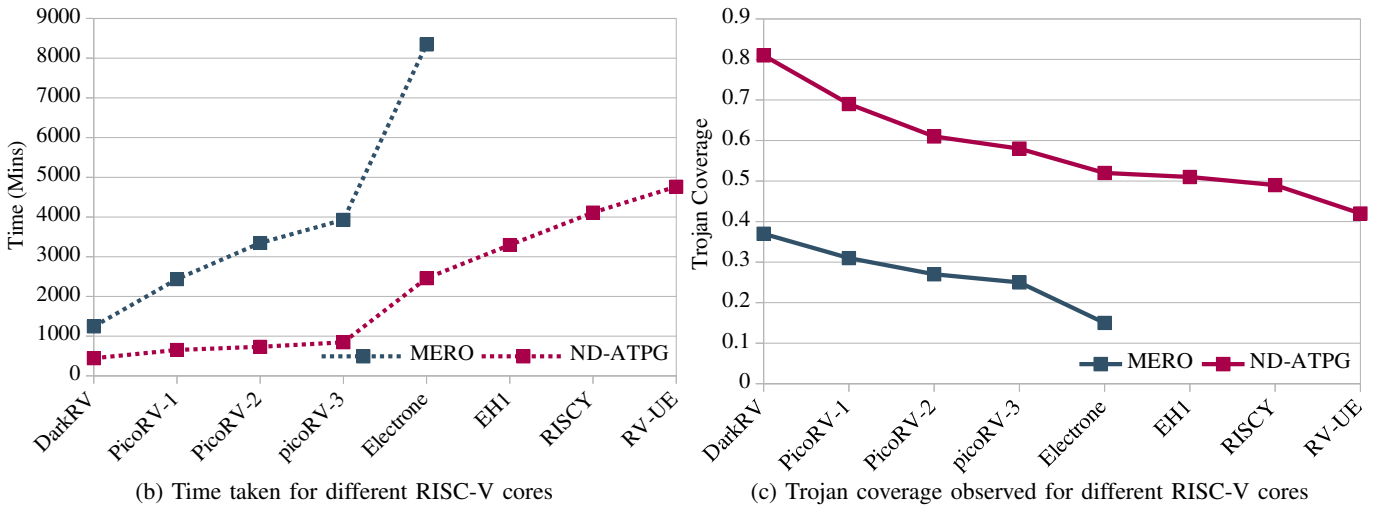 9000
8000
7000
6000
5000
4000
3000
2000
1000
0
Time (Mins)
MERO ND-ATPG
DarkRV
PicoRV-1
PicoRV-2
picoRV-3
Electrone
EH1
RISCY
RV-UE
(b) Time taken for different RISC-V cores
0.9
0.8
0.7
0.6
0.5
0.4
0.3
0.2
0.1
0
Trojan Coverage
MERO ND-ATPG
DarkRV
PicoRV-1
PicoRV-2
picoRV-3
Electrone
EH1
RISCY
RV-UE
(c) Trojan coverage observed for different RISC-V cores